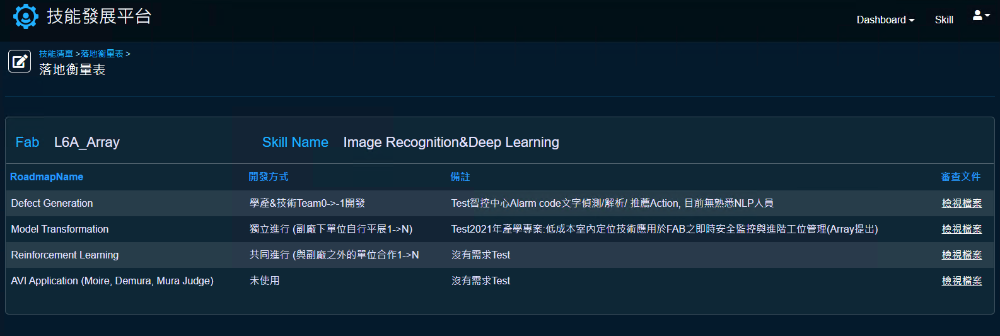 技能發展平台
Dashboard Skill
技能清單 >落地衡量表 >
落地衡量表
Fab L6A_Array Skill Name Image Recognition&Deep Learning
RoadmapName 開發方式 備註 審查文件
Defect Generation 學產&技術Team0->-1開發 Test智控中心Alarm code文字偵測/解析/ 推薦Action, 目前無熟悉NLP人員 檢視檔案
Model Transformation 獨立進行 (副廠下單位自行平展1->N) Test2021年產學專案:低成本室內定位技術應用於FAB之即時安全監控與進階工位管理(Array提出) 檢視檔案
Reinforcement Learning 共同進行 (與副廠之外的單位合作1->N 沒有需求Test 檢視檔案
AVI Application (Moire, Demura, Mura Judge) 未使用 沒有需求Test 檢視檔案